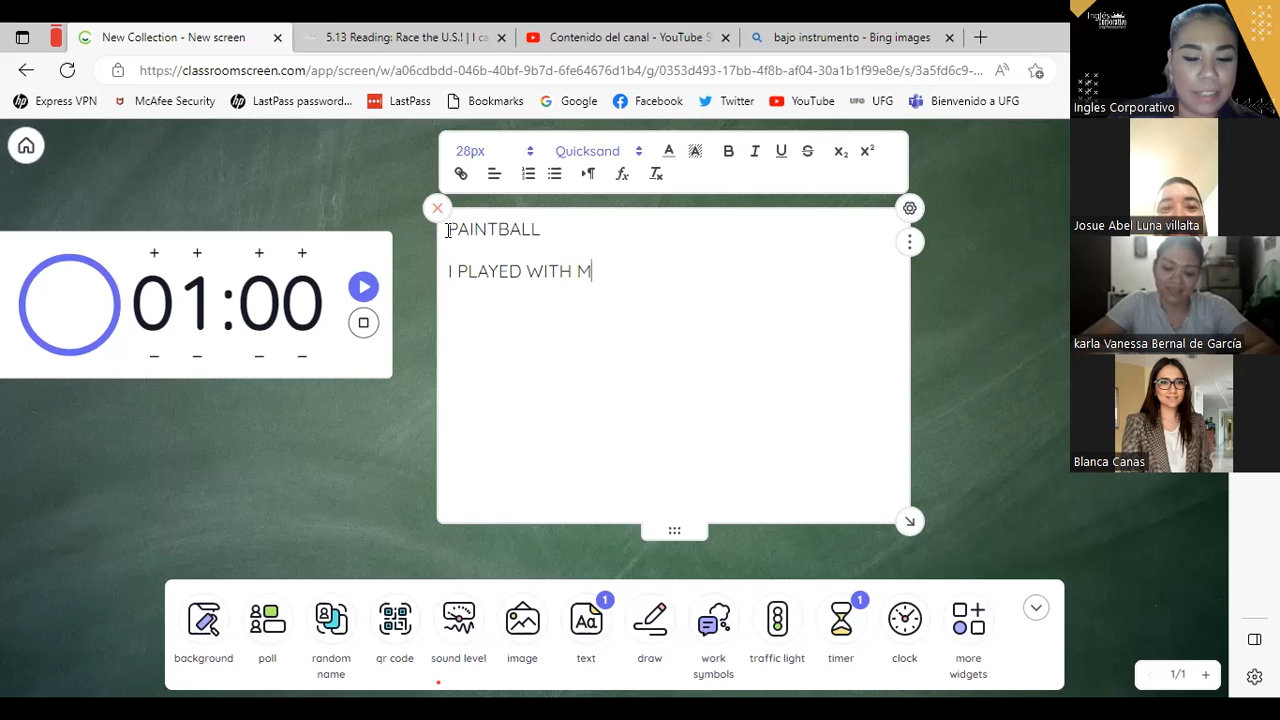 New Collection - New screen
5.13 Reading: Race the U.S.! | I ca
Contenido del canal - YouTube S
bajo instrumento - Bing images
https://classroomscreen.com/app/screen/w/a06cdbdd-046b-40bf-9b7d-6fe64676d1b4/g/0353d493-17bb-4f8b-af04-30a1b1f99e8e/s/3a5fd6c9-...
Express VPN
McAfee Security
LastPass password...
LastPass
Bookmarks
Google
Facebook
Twitter
YouTube
UFG
Bienvenido a UFG
Inglés
Corporativo
Ingles Corporativo
Josue Abel Luna villalta
karla Vanessa Bernal de García
Blanca Canas
28px
Quicksand
PAINTBALL
I PLAYED WITH M
01:00
background
poll
random name
qr code
sound level
image
1
text
draw
work symbols
traffic light
1
timer
clock
more widgets
1/1